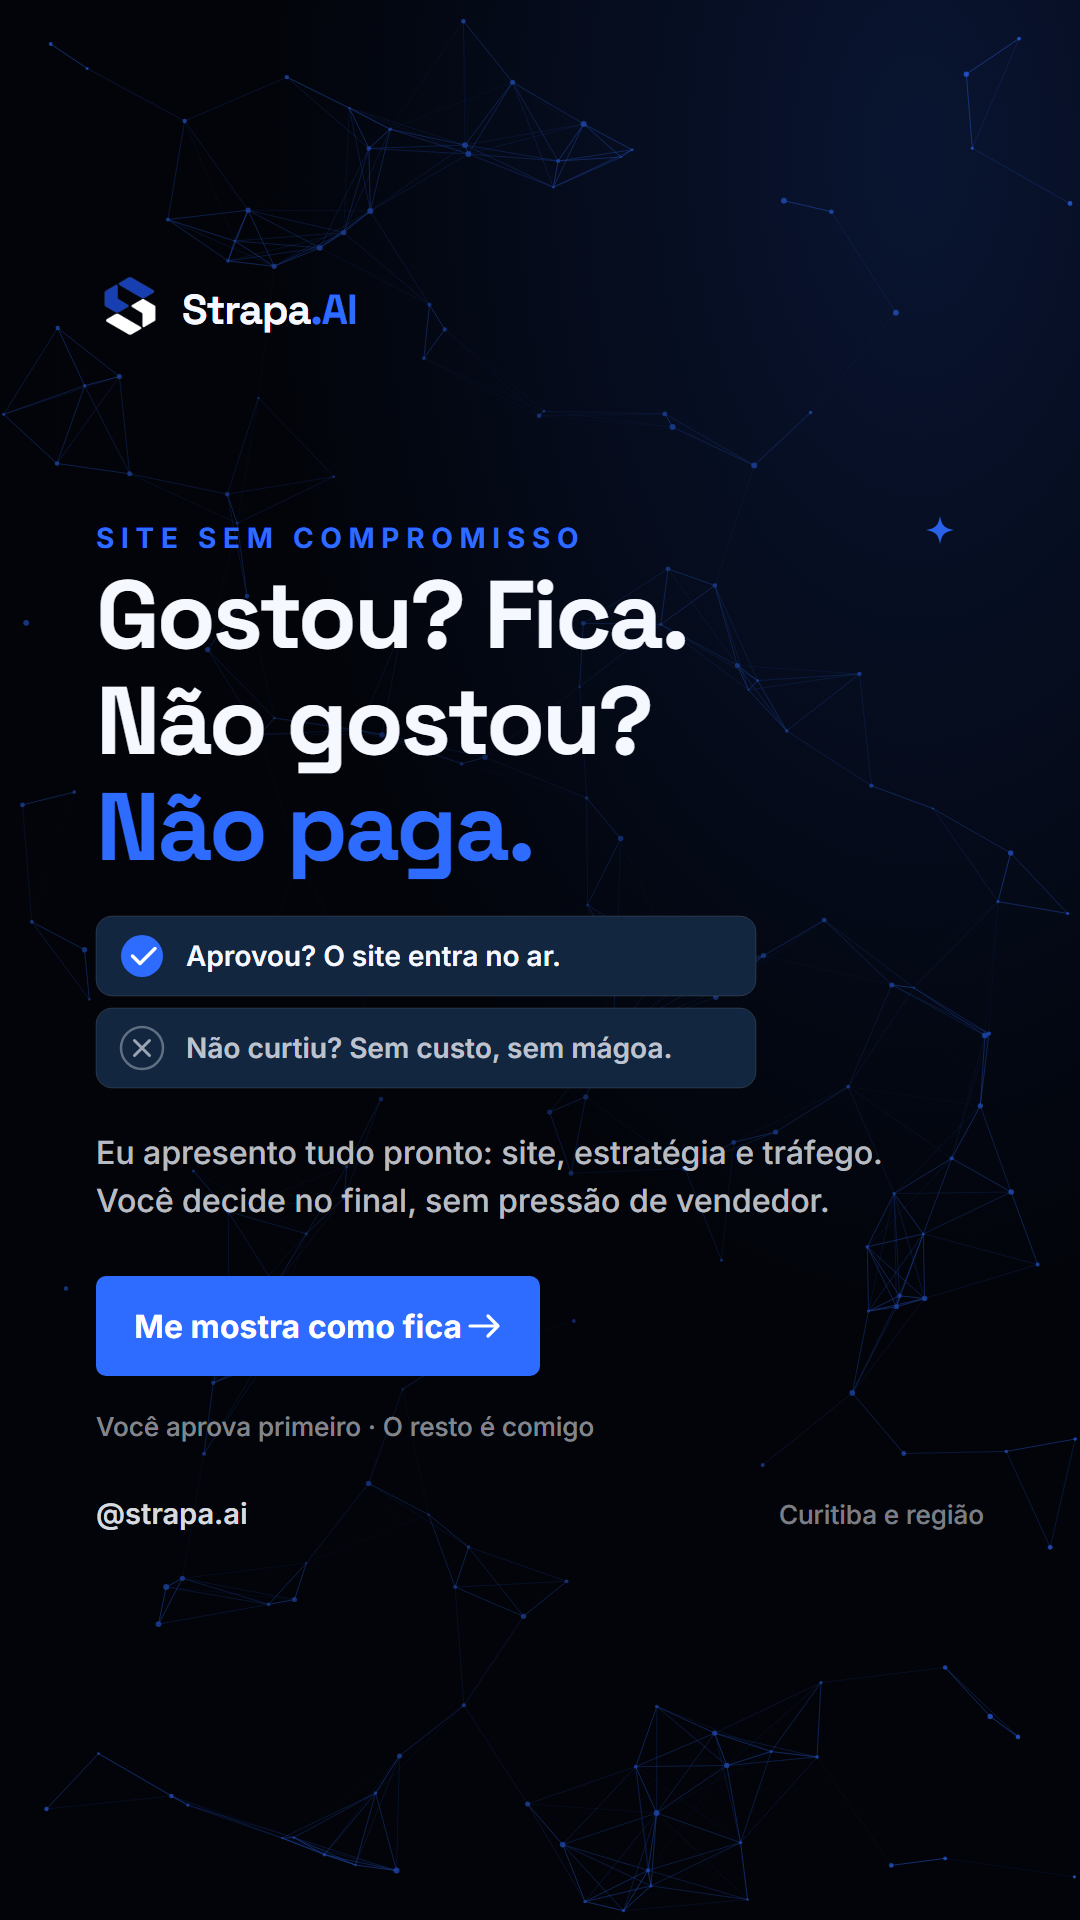 Strapa.AI
SITE SEM COMPROMISSO
Gostou? Fica.
Não gostou?
Não paga.
Aprovou? O site entra no ar.
Não curtiu? Sem custo, sem mágoa.
Eu apresento tudo pronto: site, estratégia e tráfego.
Você decide no final, sem pressão de vendedor.
Me mostra como fica
Você aprova primeiro · O resto é comigo
@strapa.ai
Curitiba e região